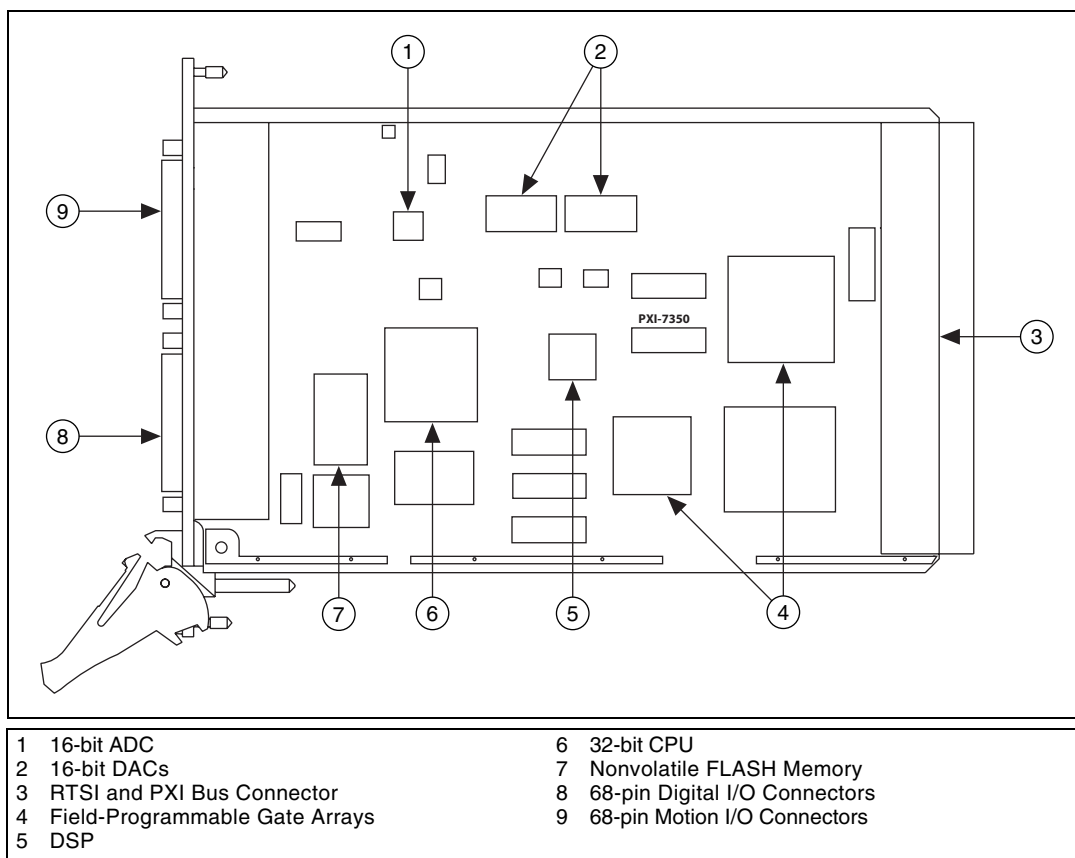 1
2
9
PXI-7350
3
8
7
6
5
4
1 16-bit ADC
2 16-bit DACs
3 RTSI and PXI Bus Connector
4 Field-Programmable Gate Arrays
5 DSP
6 32-bit CPU
7 Nonvolatile FLASH Memory
8 68-pin Digital I/O Connectors
9 68-pin Motion I/O Connectors